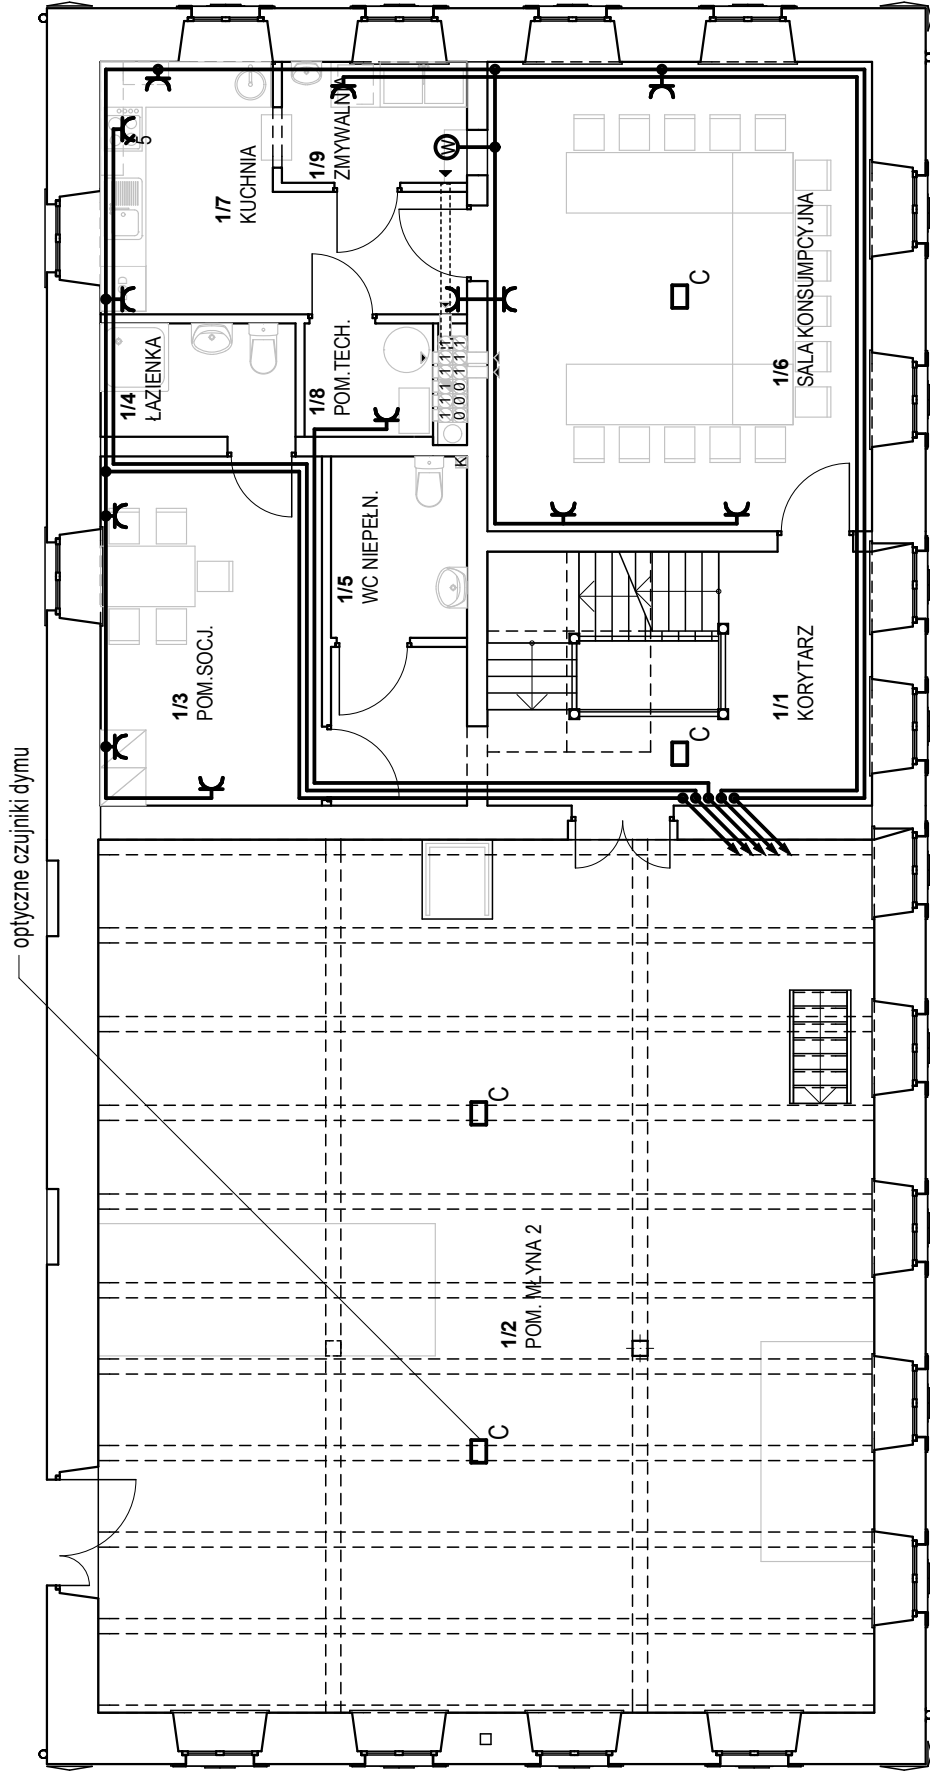 optyczne czujniki dymu
1/7
KUCHNIA
1/9
ZMYWALNIA
5
W
1/4
ŁAZIENKA
1/8
POM.TECH.
1/6
SALA KONSUMPCYJNA
C
1/3
POM.SOCJ.
1/5
WC NIEPEŁN.
K
1/1
KORYTARZ
C
1/2
POM. MŁYNA 2
C
C